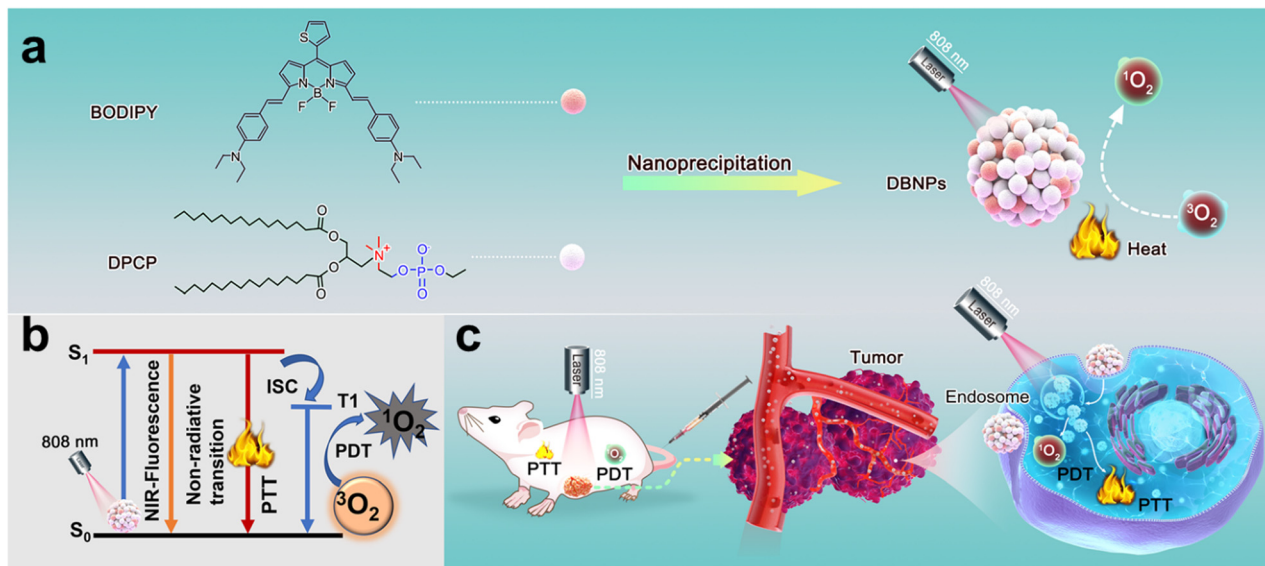 a
S
N
N
B
F
F
N
N
BODIPY
Nanoprecipitation
808 nm
Laser
¹O₂
DBNPs
³O₂
Heat
DPCP
O
O
O
O
N⁺
O
O⁻
P
O
O
b
S₁
NIR-Fluorescence
Non-radiative
transition
PTT
ISC
T1
¹O₂
PDT
808 nm
³O₂
S₀
c
808 nm
Laser
PTT
PDT
Tumor
Endosome
808 nm
Laser
¹O₂
PDT
PTT